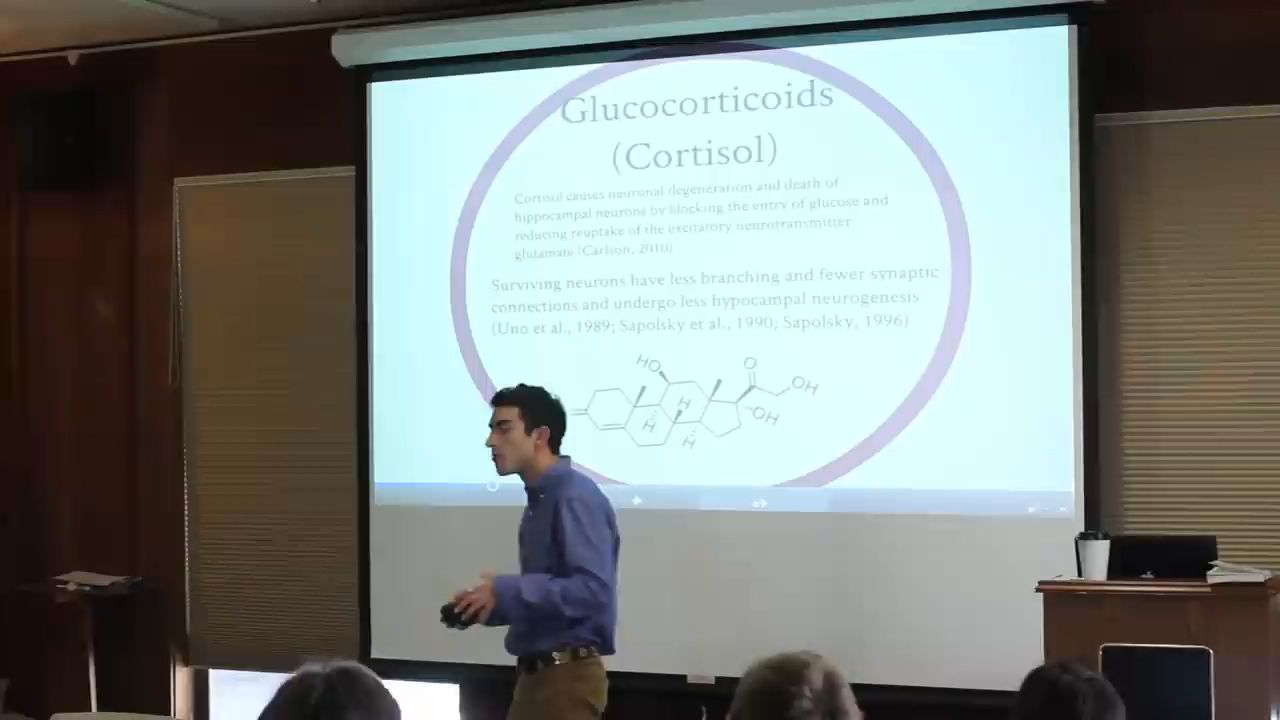 Glucocorticoids
(Cortisol)
Cortisol causes neuronal degeneration and death of
hippocampal neurons by blocking the entry of glucose and
reducing reuptake of the excitatory neurotransmitter
glutamate (Carlson, 2010)
Surviving neurons have less branching and fewer synaptic
connections and undergo less hypocampal neurogenesis
(Uno et al., 1989; Sapolsky et al., 1990; Sapolsky, 1996)
HO
O
OH
H
OH
H
H